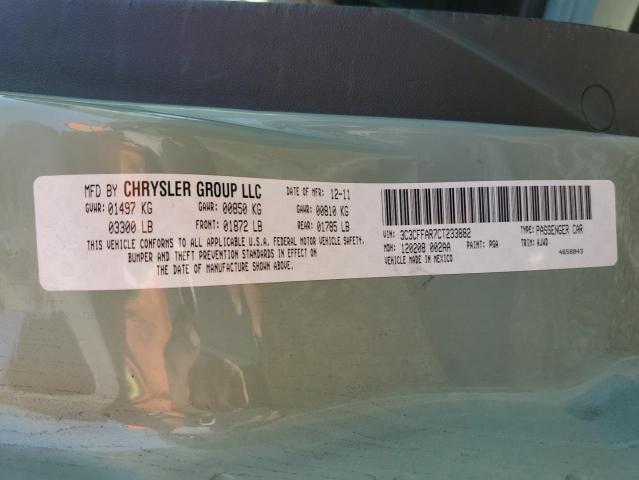 MFD BY CHRYSLER GROUP LLC DATE OF MFR 12-11
GVWR: 01497 KG GAWR: 00850 KG GAWR: 00810 KG
03300 LB FRONT: 01872 LB REAR: 01785 LB
THIS VEHICLE CONFORMS TO ALL APPLICABLE U.S.A. FEDERAL MOTOR VEHICLE SAFETY,
BUMPER AND THEFT PREVENTION STANDARDS IN EFFECT ON
THE DATE OF MANUFACTURE SHOWN ABOVE.
VIN: 3C3CFFAR7CT233882 TYPE: PASSENGER CAR
MDH: 120208 002AA PAINT: PGA TRIM: AJWD
VEHICLE MADE IN MEXICO 4658843